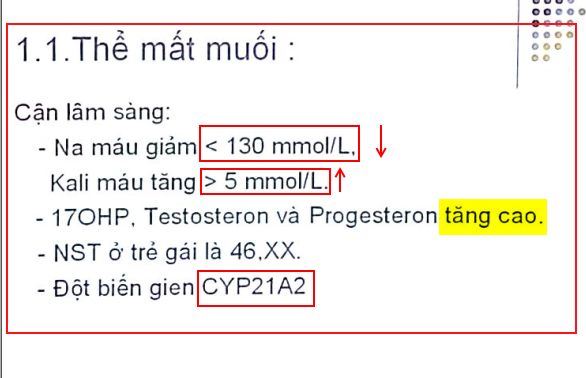 1.1.Thể mất muối :
Cận lâm sàng:
- Na máu giảm < 130 mmol/L,
Kali máu tăng > 5 mmol/L.
- 17OHP, Testosteron và Progesteron tăng cao.
- NST ở trẻ gái là 46,XX.
- Đột biến gien CYP21A2